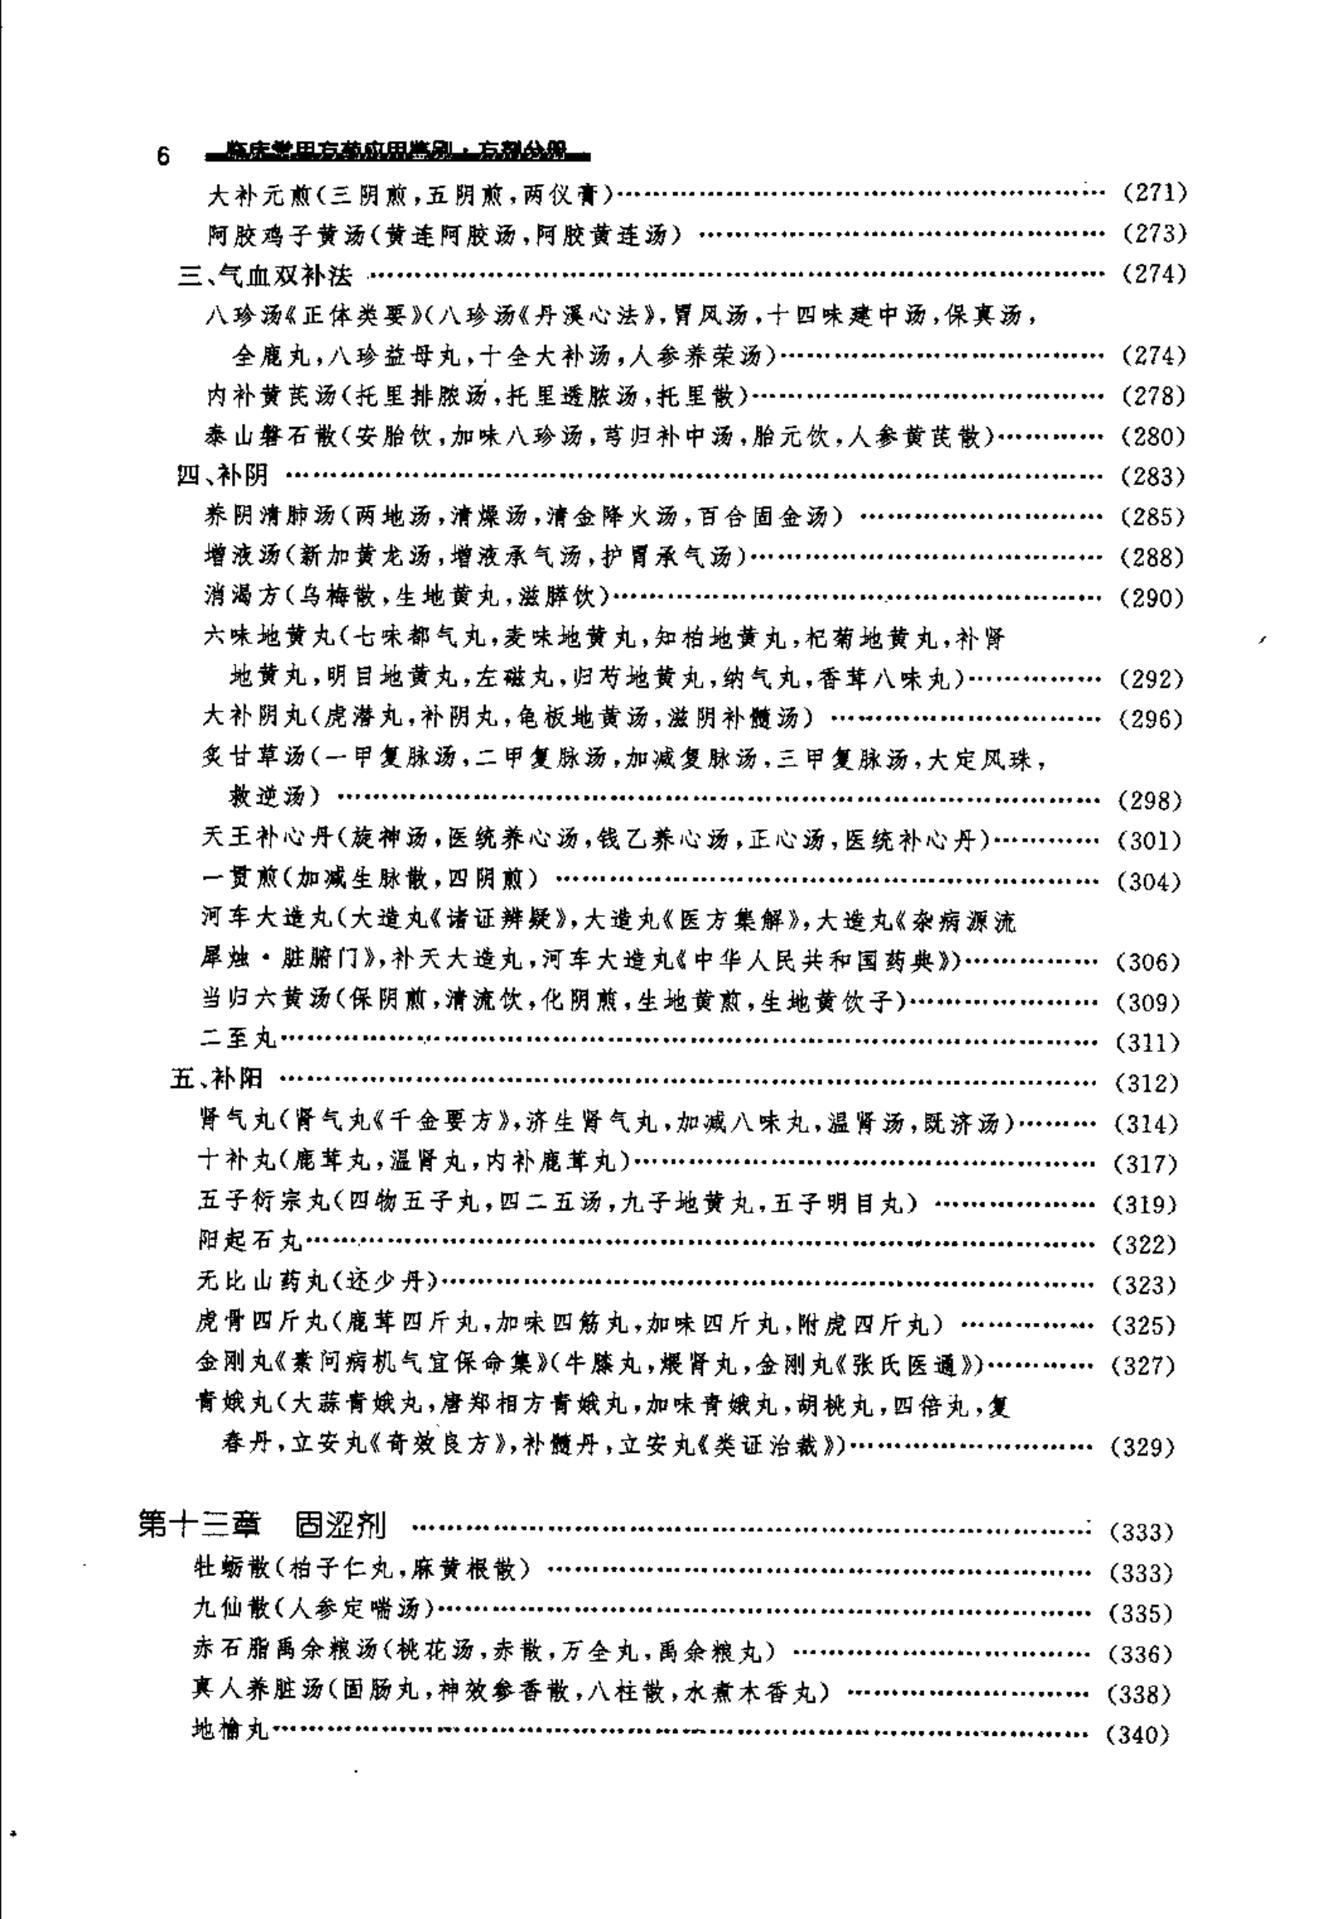 6 临床常用方药应用鉴别·方剂分册
大补元煎(三阴煎,五阴煎,两仪膏)…………………………………………(271)
阿胶鸡子黄汤(黄连阿胶汤,阿胶黄连汤)…………………………………(273)
三、气血双补法……………………………………………………………………(274)
八珍汤《正体类要》(八珍汤《丹溪心法》,胃风汤,十四味建中汤,保真汤,
全鹿丸,八珍益母丸,十全大补汤,人参养荣汤)……………………………(274)
内补黄芪汤(托里排脓汤,托里透脓汤,托里散)……………………………(278)
泰山磐石散(安胎饮,加味八珍汤,芎归补中汤,胎元饮,人参黄芪散)…………(280)
四、补阴……………………………………………………………………………(283)
养阴清肺汤(两地汤,清燥汤,清金降火汤,百合固金汤)……………………(285)
增液汤(新加黄龙汤,增液承气汤,护胃承气汤)……………………………(288)
消渴方(乌梅散,生地黄丸,滋膵饮)…………………………………………(290)
六味地黄丸(七味都气丸,麦味地黄丸,知柏地黄丸,杞菊地黄丸,补肾
地黄丸,明目地黄丸,左磁丸,归芍地黄丸,纳气丸,香茸八味丸)……………(292)
大补阴丸(虎潜丸,补阴丸,龟板地黄汤,滋阴补髓汤)………………………(296)
炙甘草汤(一甲复脉汤,二甲复脉汤,加减复脉汤,三甲复脉汤,大定风珠,
救逆汤)………………………………………………………………………(298)
天王补心丹(旋神汤,医统养心汤,钱乙养心汤,正心汤,医统补心丹)…………(301)
一贯煎(加减生脉散,四阴煎)………………………………………………(304)
河车大造丸(大造丸《诸证辨疑》,大造丸《医方集解》,大造丸《杂病源流
犀烛·脏腑门》,补天大造丸,河车大造丸《中华人民共和国药典》)……………(306)
当归六黄汤(保阴煎,清流饮,化阴煎,生地黄煎,生地黄饮子)…………………(309)
二至丸…………………………………………………………………………(311)
五、补阳……………………………………………………………………………(312)
肾气丸(肾气丸《千金要方》,济生肾气丸,加减八味丸,温肾汤,既济汤)………(314)
十补丸(鹿茸丸,温肾丸,内补鹿茸丸)………………………………………(317)
五子衍宗丸(四物五子丸,四二五汤,九子地黄丸,五子明目丸)………………(319)
阳起石丸………………………………………………………………………(322)
无比山药丸(还少丹)…………………………………………………………(323)
虎骨四斤丸(鹿茸四斤丸,加味四筋丸,加味四斤丸,附虎四斤丸)……………(325)
金刚丸《素问病机气宜保命集》(牛膝丸,煨肾丸,金刚丸《张氏医通》)…………(327)
青娥丸(大蒜青娥丸,唐郑相方青娥丸,加味青娥丸,胡桃丸,四倍丸,复
春丹,立安丸《奇效良方》,补髓丹,立安丸《类证治裁》)……………………(329)
第十三章 固涩剂………………………………………………………………(333)
牡蛎散(柏子仁丸,麻黄根散)………………………………………………(333)
九仙散(人参定喘汤)…………………………………………………………(335)
赤石脂禹余粮汤(桃花汤,赤散,万全丸,禹余粮丸)…………………………(336)
真人养脏汤(固肠丸,神效参香散,八柱散,水煮木香丸)……………………(338)
地榆丸…………………………………………………………………………(340)